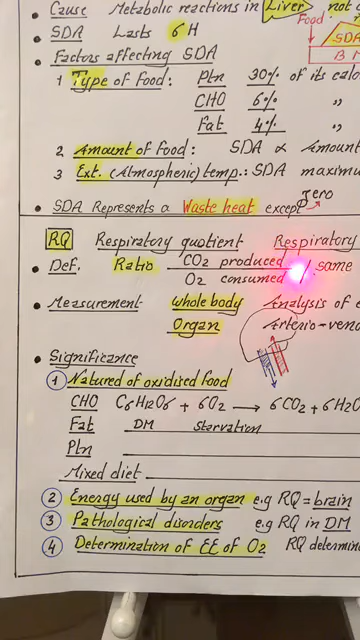 Cause Metabolic reactions in Liver not
SDA Lasts 6 H
Food
SDA
B M
Factors affecting SDA
1 Type of Food: Ptn 30% of its calo
CHO 6% "
Fat 4% "
2 Amount of food: SDA ∝ Amount
3 Ext. (Atmospheric) temp.: SDA maximu
SDA Represents a Waste heat except zero
RQ Respiratory quotient Respiratory
Def. Ratio CO2 produced / same
O2 consumed
Measurement whole body Analysis of e
Organ Arterio-veno
Significance
1 Natured of oxidised food
CHO C6H12O6 + 6O2 → 6CO2 + 6H2O
Fat DM Starvation
Ptn
Mixed diet
2 Energy used by an organ e.g RQ = brain
3 Pathological disorders e.g RQ in DM
4 Determination of EE of O2 RQ determin